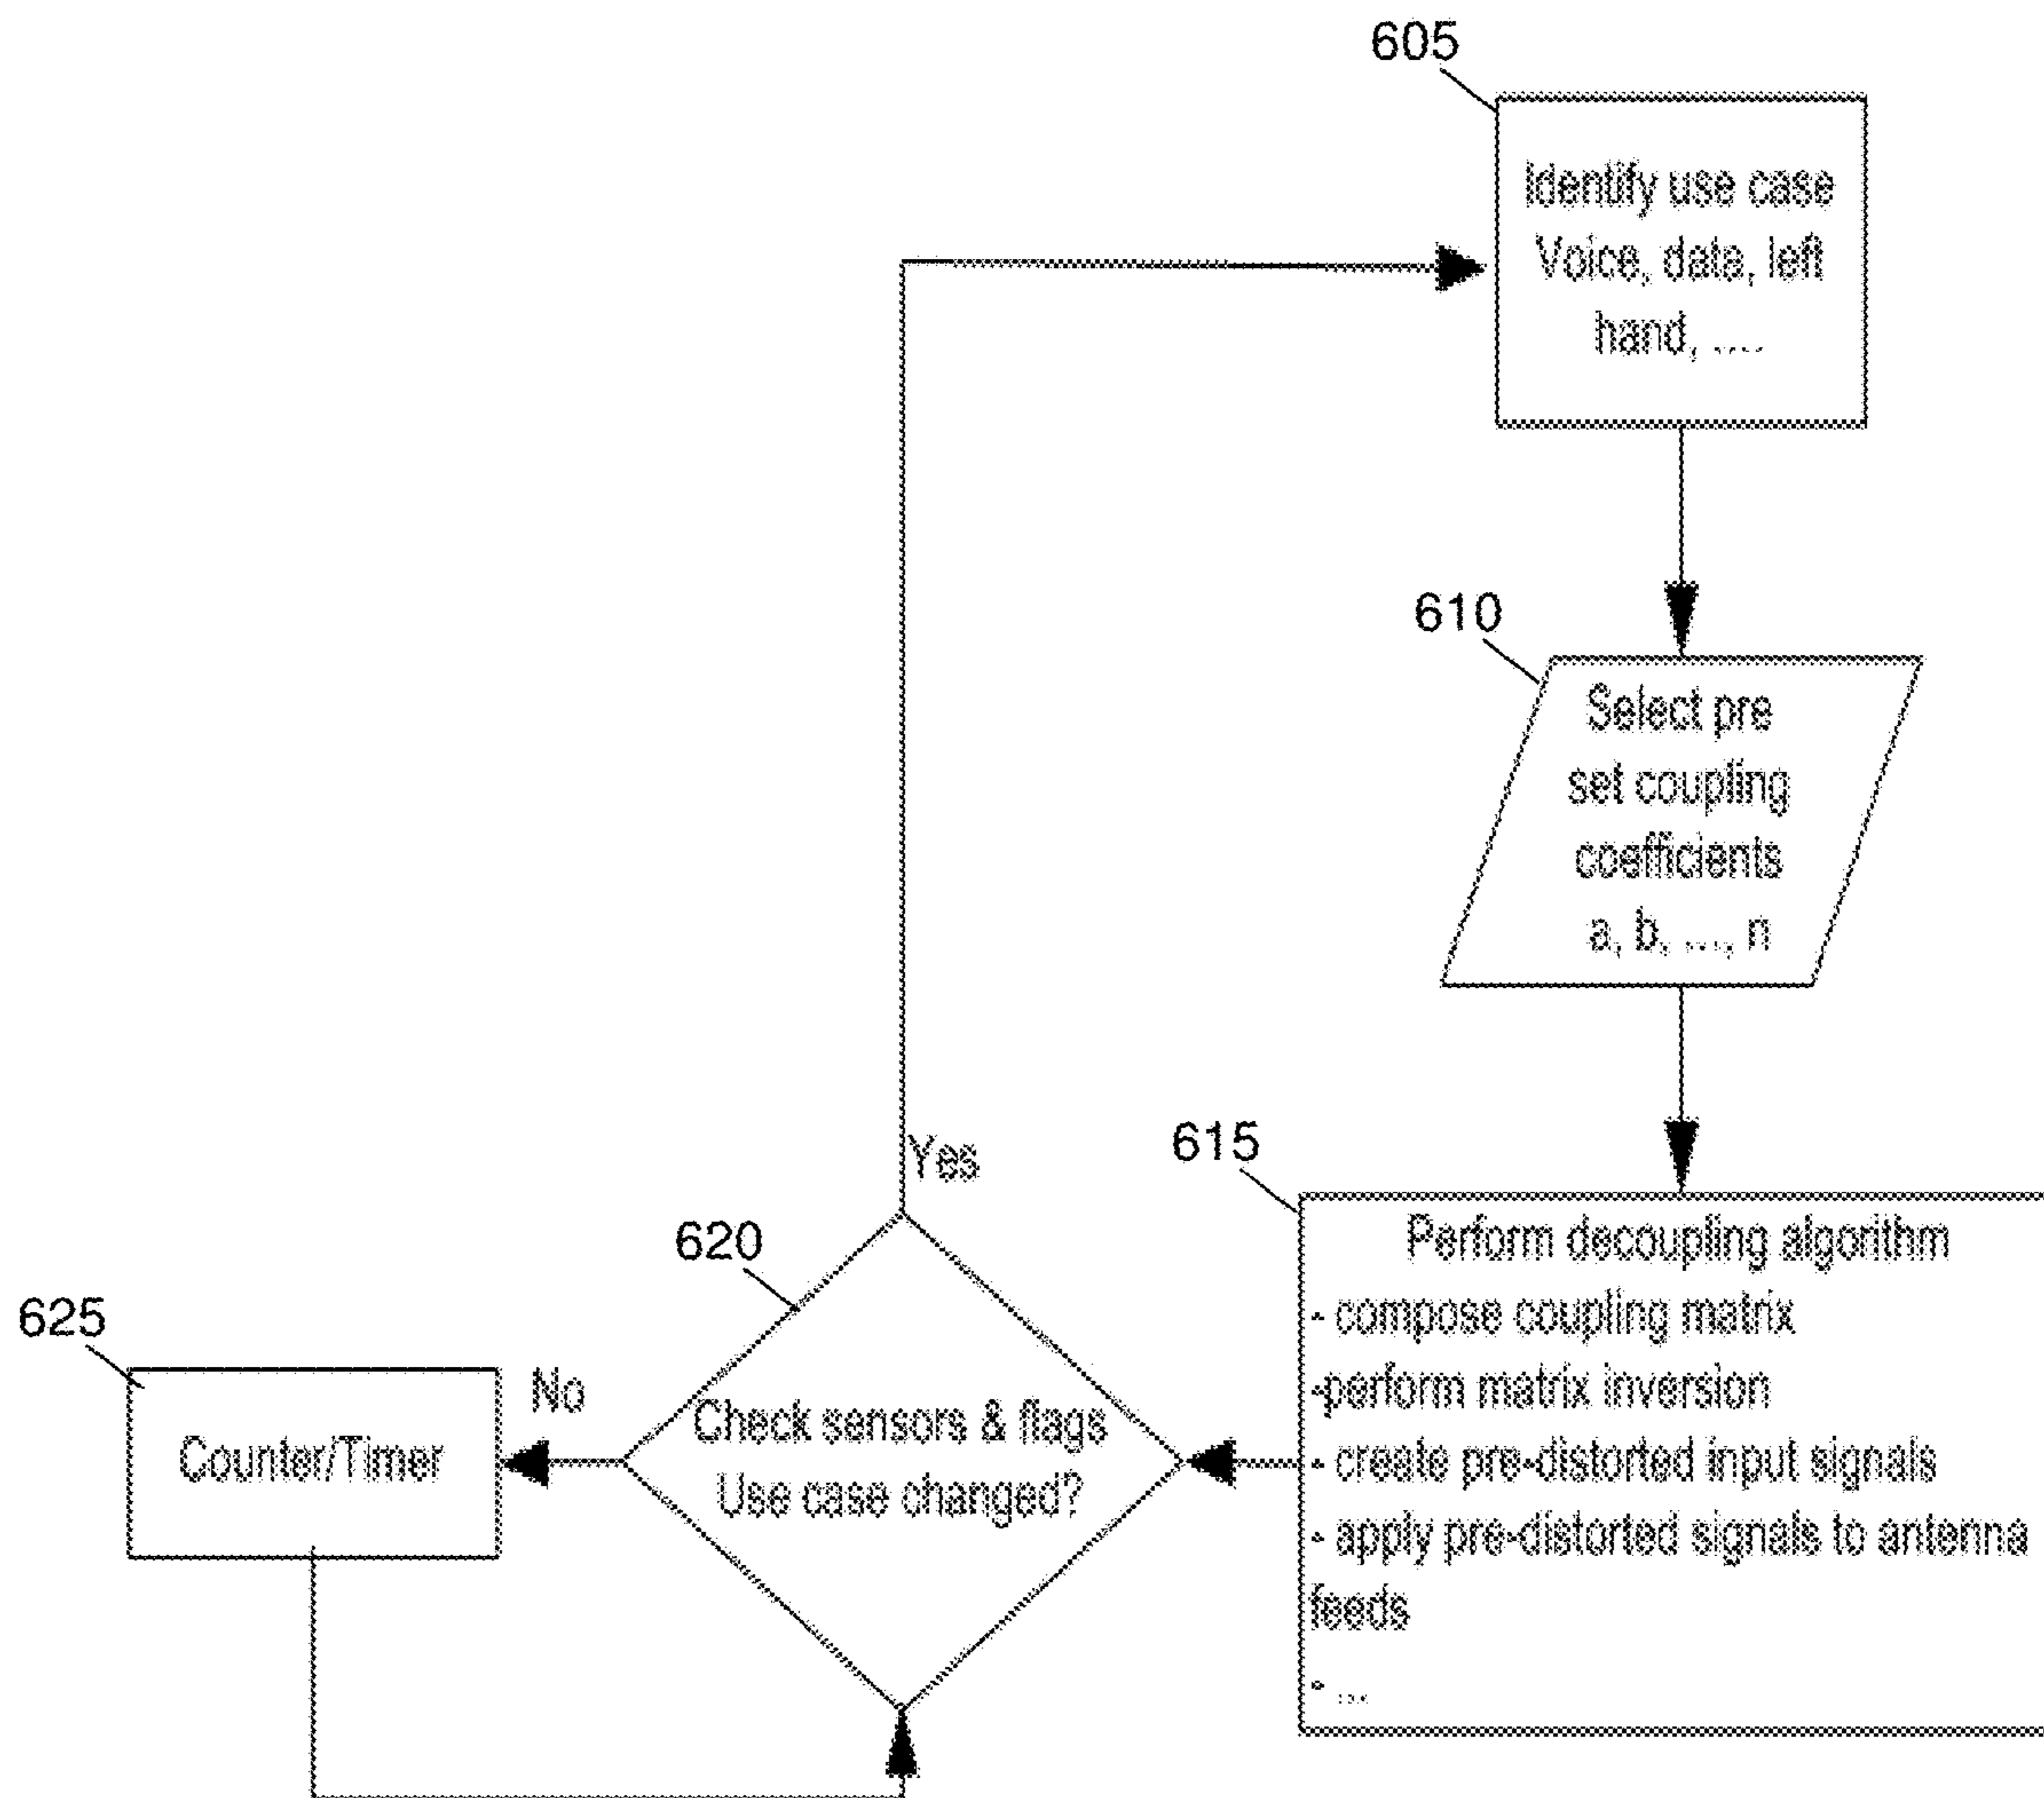 605
Identify use case
Voice, data, left
hand, ....
610
Select pre
set coupling
coefficients
a, b, ..., n
Yes
615
Perform decoupling algorithm
- compose coupling matrix
-perform matrix inversion
- create pre-distorted input signals
- apply pre-distorted signals to antenna
feeds
- ...
620
Check sensors & flags
Use case changed?
No
625
Counter/Timer